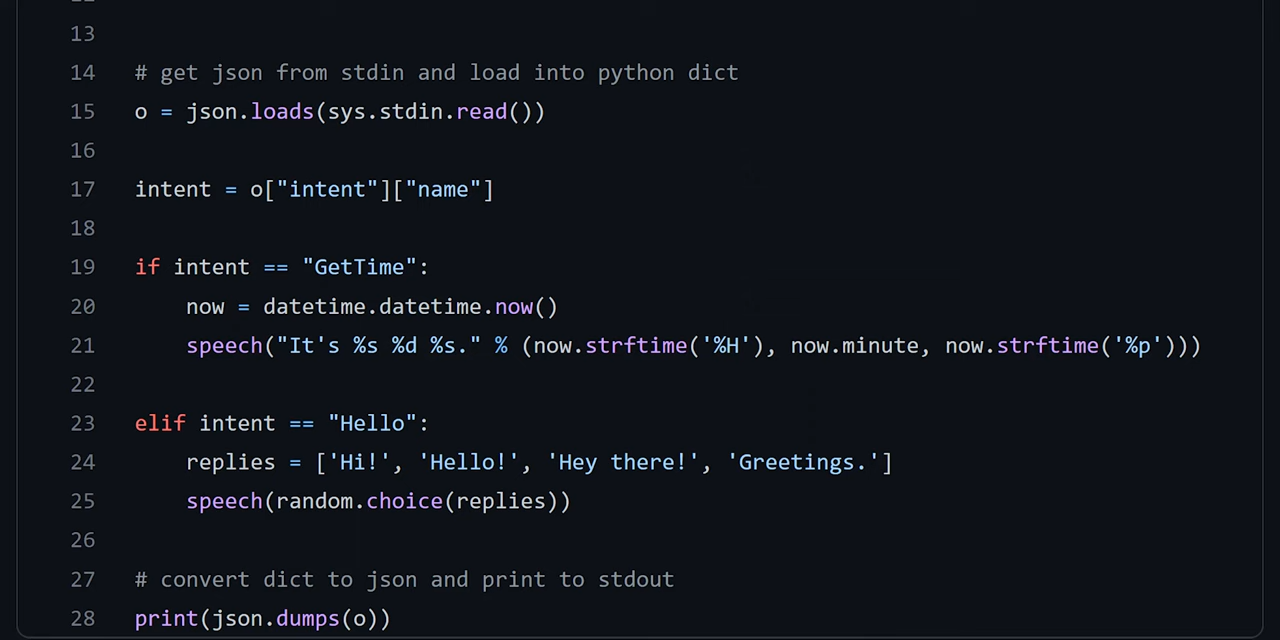 13
14 # get json from stdin and load into python dict
15 o = json.loads(sys.stdin.read())
16
17 intent = o["intent"]["name"]
18
19 if intent == "GetTime":
20     now = datetime.datetime.now()
21     speech("It's %s %d %s." % (now.strftime('%H'), now.minute, now.strftime('%p')))
22
23 elif intent == "Hello":
24     replies = ['Hi!', 'Hello!', 'Hey there!', 'Greetings.']
25     speech(random.choice(replies))
26
27 # convert dict to json and print to stdout
28 print(json.dumps(o))